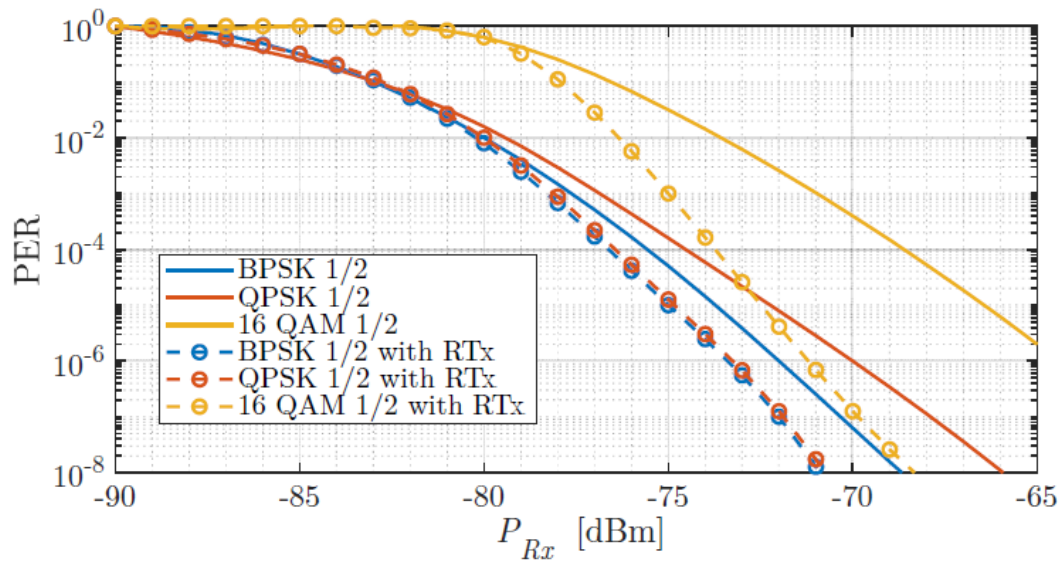 PER
10^0
10^-2
10^-4
10^-6
10^-8
BPSK 1/2
QPSK 1/2
16 QAM 1/2
BPSK 1/2 with RTx
QPSK 1/2 with RTx
16 QAM 1/2 with RTx
-90 -85 -80 -75 -70 -65
P_Rx [dBm]